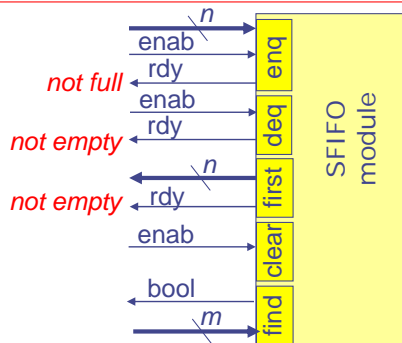 n
enab
rdy
not full
enq
enab
rdy
not empty
deq
n
rdy
not empty
first
enab
clear
bool
m
find
SFIFO
module